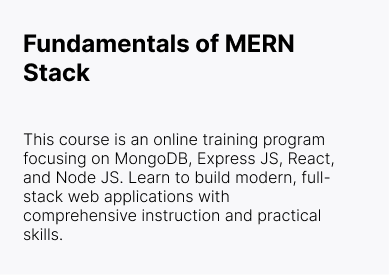 Fundamentals of MERN
Stack
This course is an online training program
focusing on MongoDB, Express JS, React,
and Node JS. Learn to build modern, full-
stack web applications with
comprehensive instruction and practical
skills.